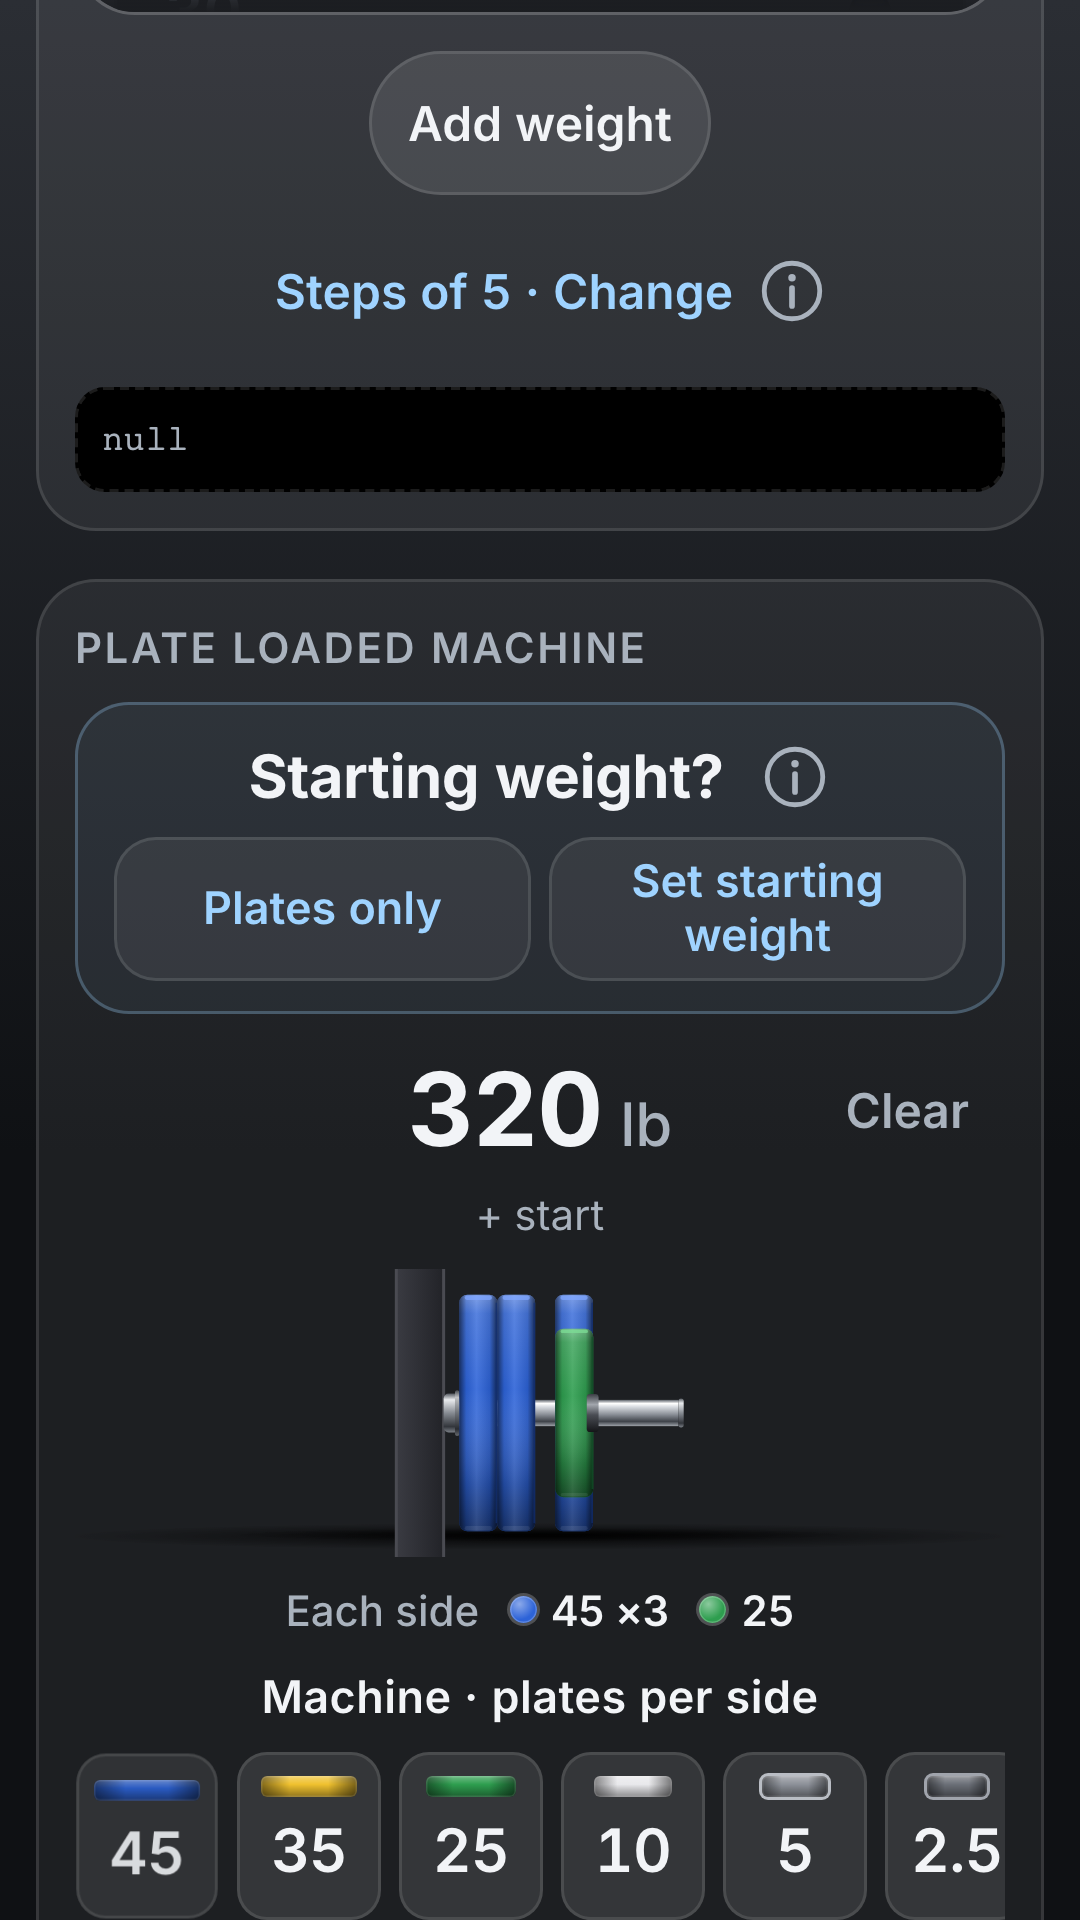 Add weight
Steps of 5 · Change
null
PLATE LOADED MACHINE
Starting weight?
Plates only
Set starting
weight
320 lb
Clear
+ start
Each side 45 ×3 25
Machine · plates per side
45 35 25 10 5 2.5